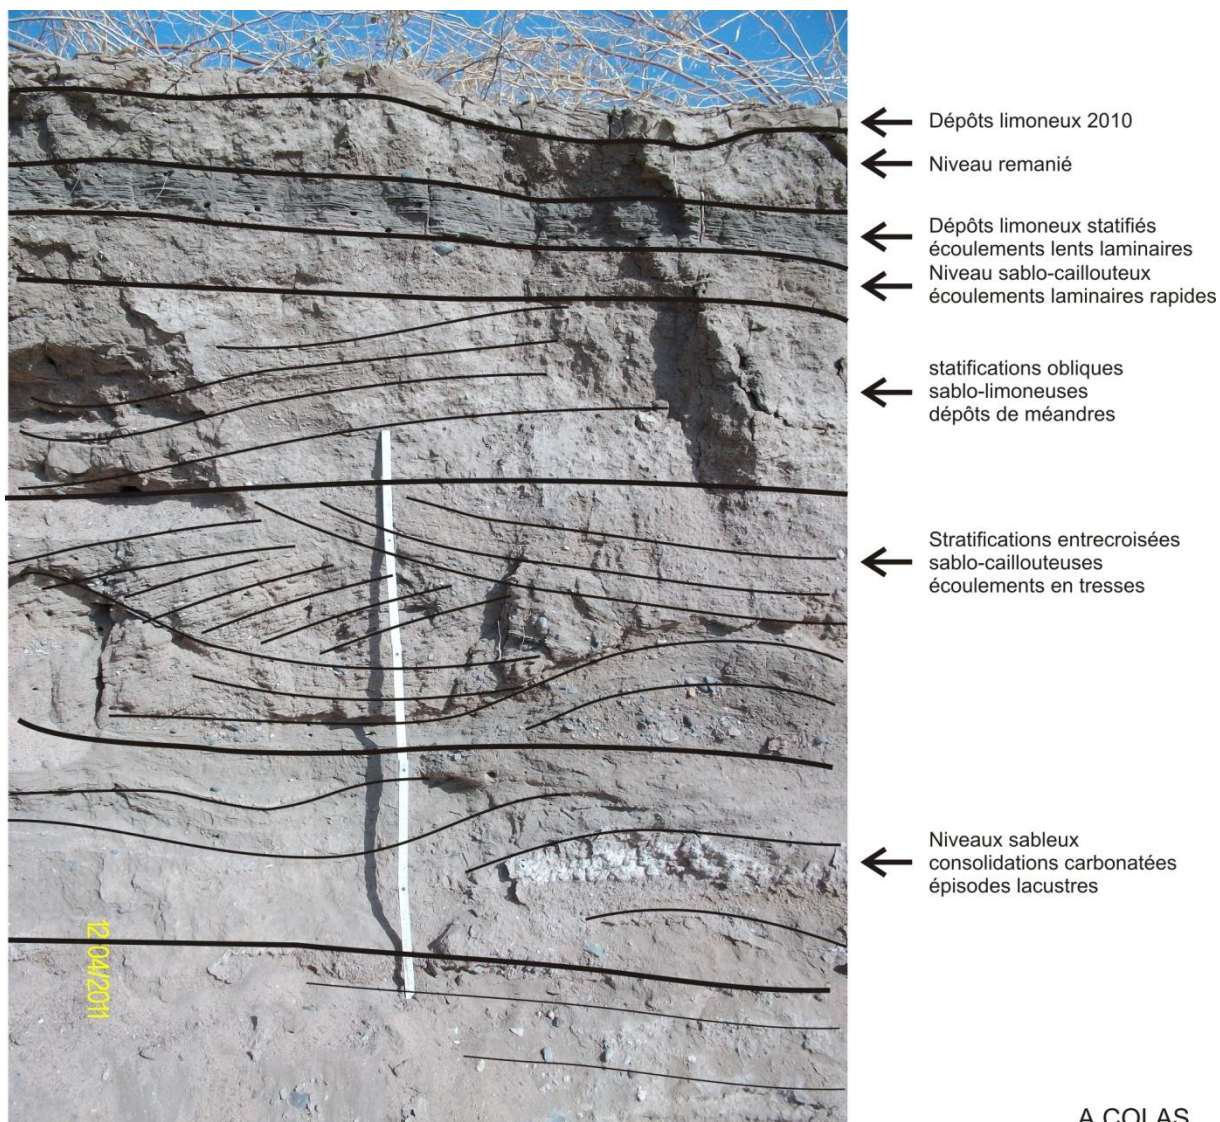 Dépôts limoneux 2010
Niveau remanié
Dépôts limoneux statifiés
écoulements lents laminaires
Niveau sablo-caillouteux
écoulements laminaires rapides
statifications obliques
sablo-limoneuses
dépôts de méandres
Stratifications entrecroisées
sablo-caillouteuses
écoulements en tresses
Niveaux sableux
consolidations carbonatées
épisodes lacustres
12/04/2011
A.COLAS